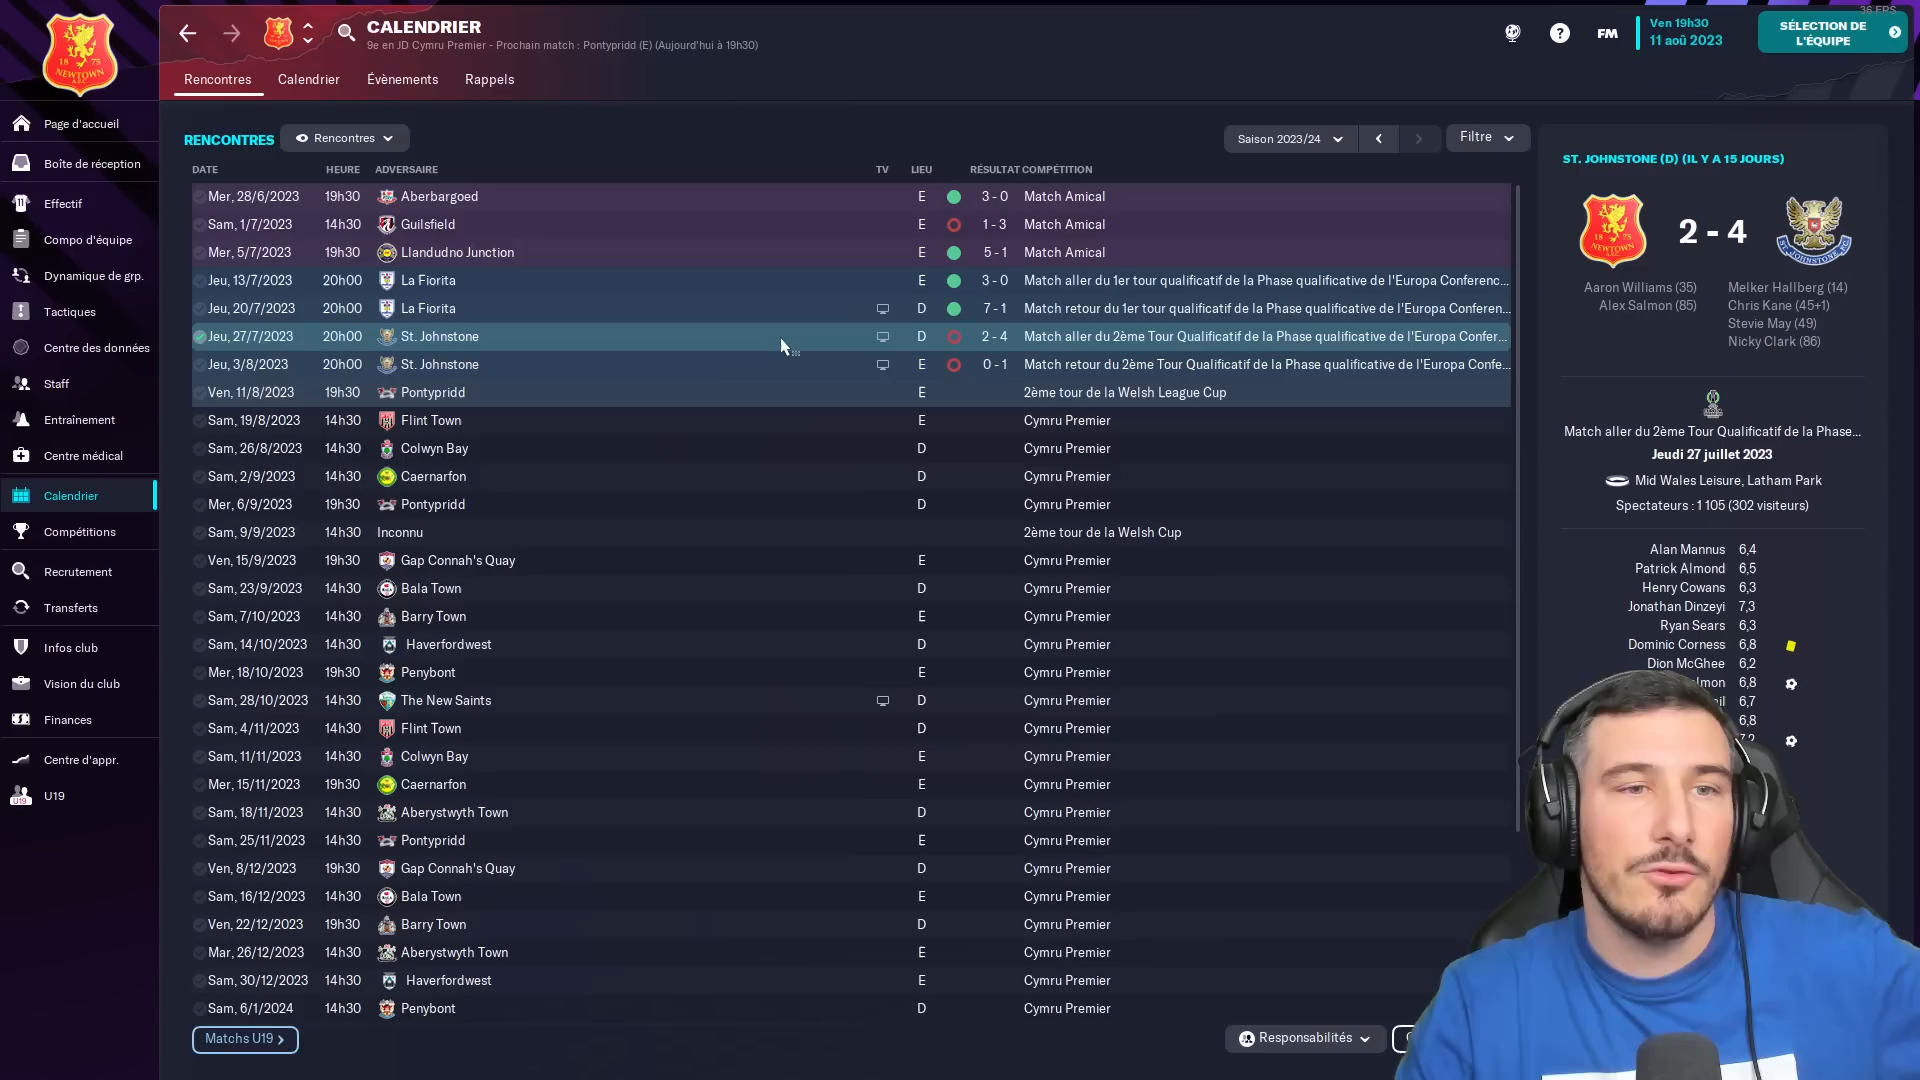 36 FPS
CALENDRIER
9e en JD Cymru Premier - Prochain match : Pontypridd (E) (Aujourd'hui à 19h30)
FM
Ven 19h30
11 aoû 2023
SÉLECTION DE L'ÉQUIPE
Rencontres Calendrier Évènements Rappels
18 75
NEWTOWN
A.F.C
Page d'accueil
Boîte de réception
Effectif
Compo d'équipe
Dynamique de grp.
Tactiques
Centre des données
Staff
Entraînement
Centre médical
Calendrier
Compétitions
Recrutement
Transferts
Infos club
Vision du club
Finances
Centre d'appr.
U19
RENCONTRES Rencontres Saison 2023/24 Filtre
DATE HEURE ADVERSAIRE TV LIEU RÉSULTAT COMPÉTITION
Mer, 28/6/2023 19h30 Aberbargoed E 3 - 0 Match Amical
Sam, 1/7/2023 14h30 Guilsfield E 1 - 3 Match Amical
Mer, 5/7/2023 19h30 Llandudno Junction E 5 - 1 Match Amical
Jeu, 13/7/2023 20h00 La Fiorita E 3 - 0 Match aller du 1er tour qualificatif de la Phase qualificative de l'Europa Conferenc...
Jeu, 20/7/2023 20h00 La Fiorita D 7 - 1 Match retour du 1er tour qualificatif de la Phase qualificative de l'Europa Conferen...
Jeu, 27/7/2023 20h00 St. Johnstone D 2 - 4 Match aller du 2ème Tour Qualificatif de la Phase qualificative de l'Europa Confer...
Jeu, 3/8/2023 20h00 St. Johnstone E 0 - 1 Match retour du 2ème Tour Qualificatif de la Phase qualificative de l'Europa Confe...
Ven, 11/8/2023 19h30 Pontypridd E 2ème tour de la Welsh League Cup
Sam, 19/8/2023 14h30 Flint Town E Cymru Premier
Sam, 26/8/2023 14h30 Colwyn Bay D Cymru Premier
Sam, 2/9/2023 14h30 Caernarfon D Cymru Premier
Mer, 6/9/2023 19h30 Pontypridd D Cymru Premier
Sam, 9/9/2023 14h30 Inconnu 2ème tour de la Welsh Cup
Ven, 15/9/2023 19h30 Gap Connah's Quay E Cymru Premier
Sam, 23/9/2023 14h30 Bala Town D Cymru Premier
Sam, 7/10/2023 14h30 Barry Town E Cymru Premier
Sam, 14/10/2023 14h30 Haverfordwest D Cymru Premier
Mer, 18/10/2023 19h30 Penybont E Cymru Premier
Sam, 28/10/2023 14h30 The New Saints D Cymru Premier
Sam, 4/11/2023 14h30 Flint Town D Cymru Premier
Sam, 11/11/2023 14h30 Colwyn Bay E Cymru Premier
Mer, 15/11/2023 19h30 Caernarfon E Cymru Premier
Sam, 18/11/2023 14h30 Aberystwyth Town D Cymru Premier
Sam, 25/11/2023 14h30 Pontypridd E Cymru Premier
Ven, 8/12/2023 19h30 Gap Connah's Quay D Cymru Premier
Sam, 16/12/2023 14h30 Bala Town E Cymru Premier
Ven, 22/12/2023 19h30 Barry Town D Cymru Premier
Mar, 26/12/2023 14h30 Aberystwyth Town E Cymru Premier
Sam, 30/12/2023 14h30 Haverfordwest E Cymru Premier
Sam, 6/1/2024 14h30 Penybont D Cymru Premier
Matchs U19
Responsabilités
ST. JOHNSTONE (D) (IL Y A 15 JOURS)
18 75
NEWTOWN
2 - 4
ST. JOHNSTONE F.C.
Aaron Williams (35) Melker Hallberg (14)
Alex Salmon (85) Chris Kane (45+1)
Stevie May (49)
Nicky Clark (86)
Match aller du 2ème Tour Qualificatif de la Phase...
Jeudi 27 juillet 2023
Mid Wales Leisure, Latham Park
Spectateurs : 1 105 (302 visiteurs)
Alan Mannus 6,4
Patrick Almond 6,5
Henry Cowans 6,3
Jonathan Dinzeyi 7,3
Ryan Sears 6,3
Dominic Corness 6,8
Dion McGhee 6,2
lmon 6,8
6,7
6,8
7,2